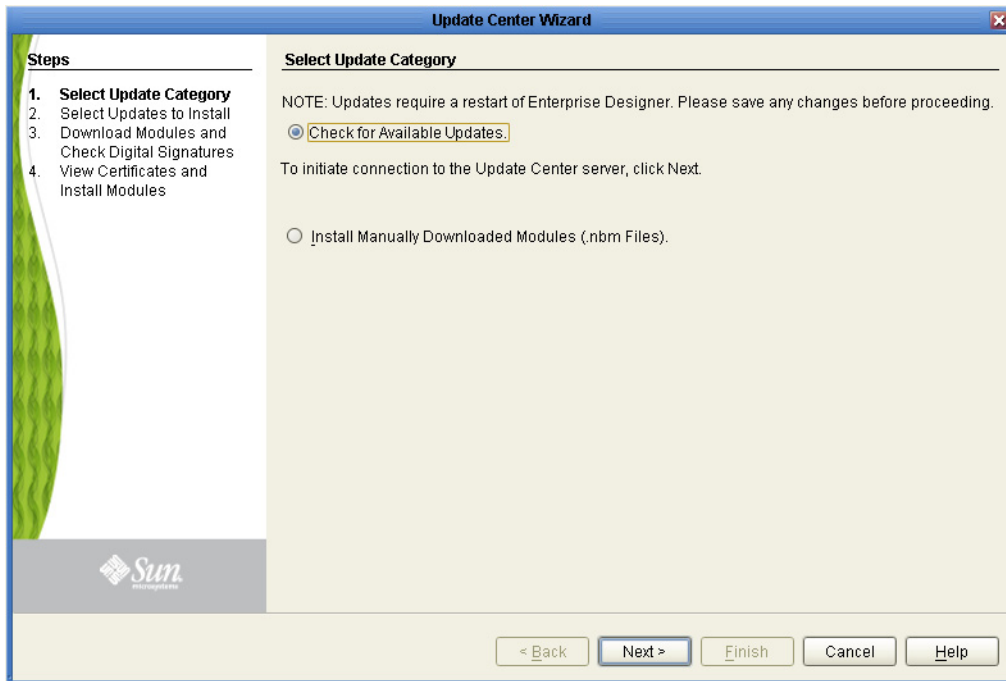 Update Center Wizard
Steps
1. Select Update Category
2. Select Updates to Install
3. Download Modules and
Check Digital Signatures
4. View Certificates and
Install Modules
Select Update Category
NOTE: Updates require a restart of Enterprise Designer. Please save any changes before proceeding.
Check for Available Updates.
To initiate connection to the Update Center server, click Next.
Install Manually Downloaded Modules (.nbm Files).
Sun
microsystems
< Back
Next >
Finish
Cancel
Help